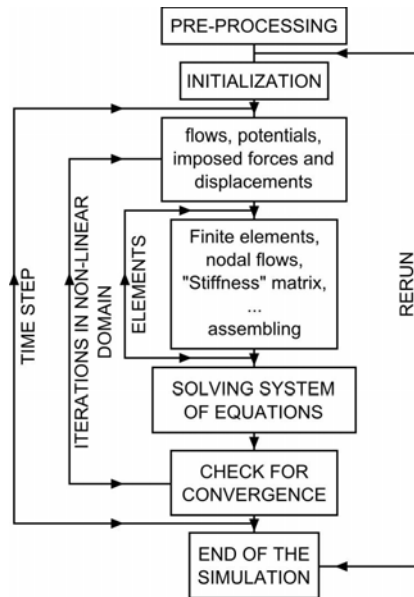 PRE-PROCESSING
INITIALIZATION
flows, potentials,
imposed forces and
displacements
Finite elements,
nodal flows,
"Stiffness" matrix,
...
assembling
SOLVING SYSTEM
OF EQUATIONS
CHECK FOR
CONVERGENCE
END OF THE
SIMULATION
TIME STEP
ITERATIONS IN NON-LINEAR
DOMAIN
ELEMENTS
RERUN